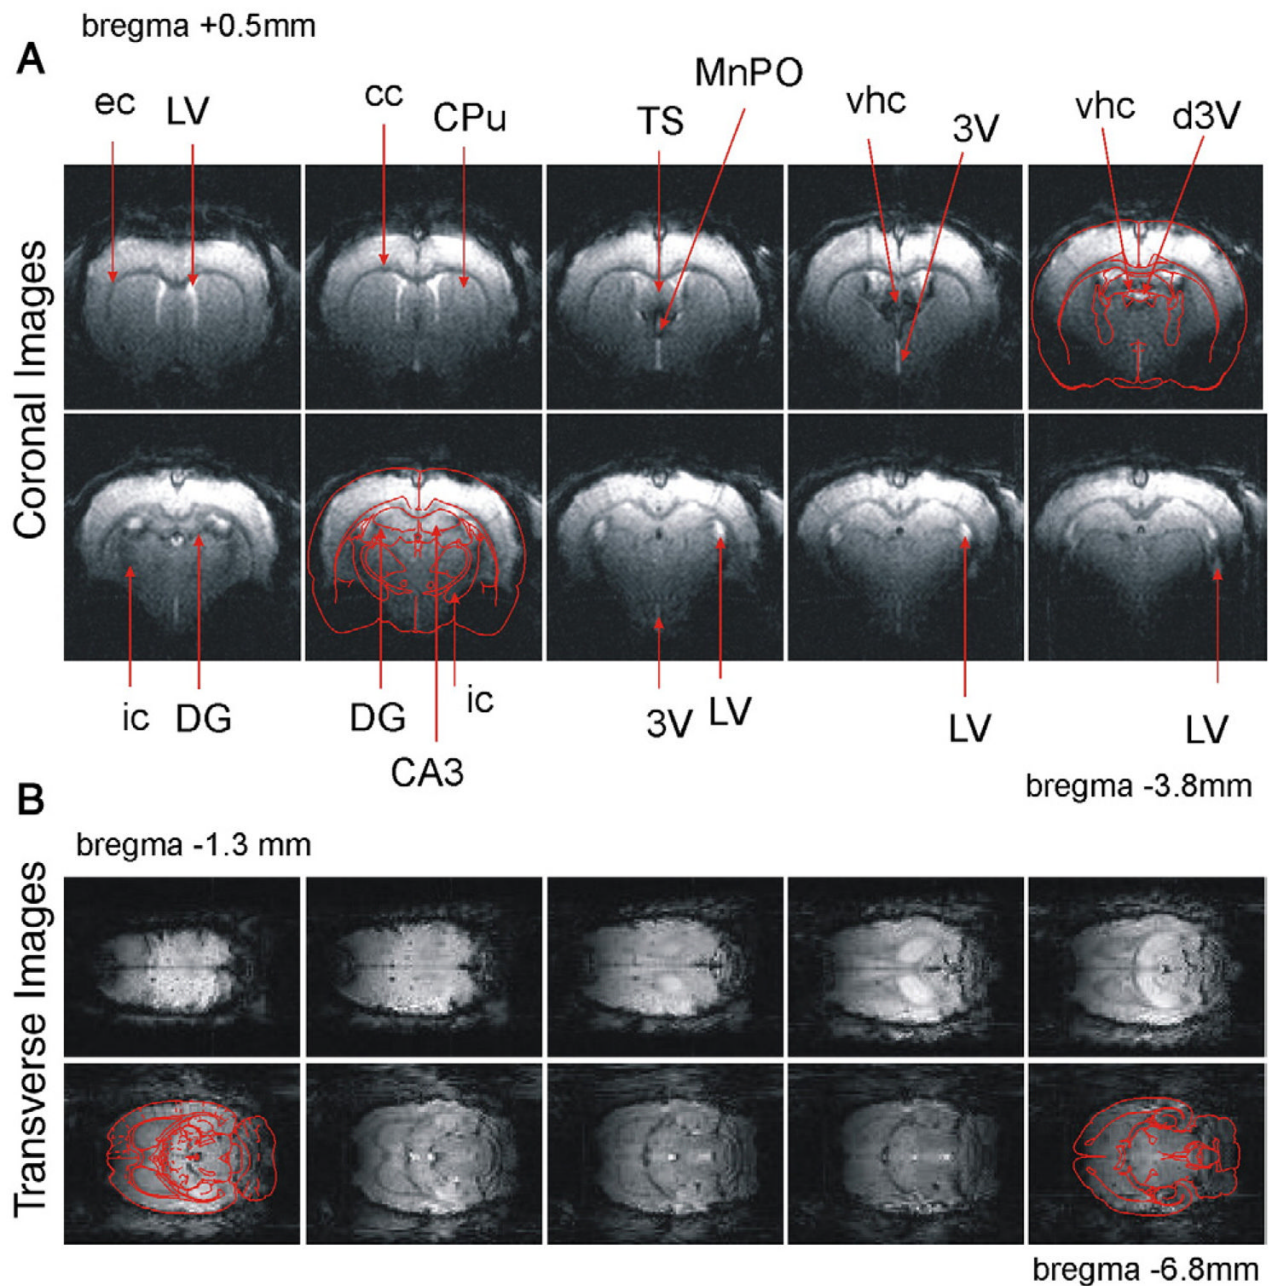 bregma +0.5mm
A
ec LV cc CPu TS MnPO vhc 3V vhc d3V
Coronal Images
ic DG DG CA3 ic 3V LV LV LV
bregma -3.8mm
B
bregma -1.3 mm
Transverse Images
bregma -6.8mm